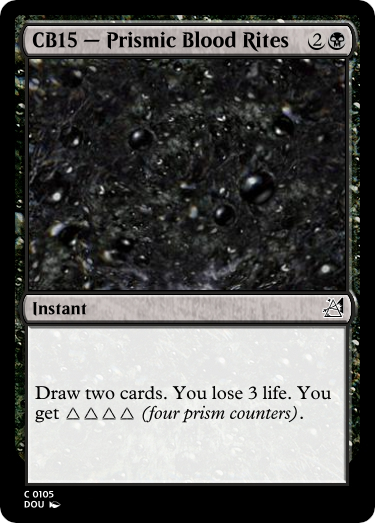 CB15 — Prismic Blood Rites 2
Instant
Draw two cards. You lose 3 life. You
get △△△△ (four prism counters).
C 0105
DOU